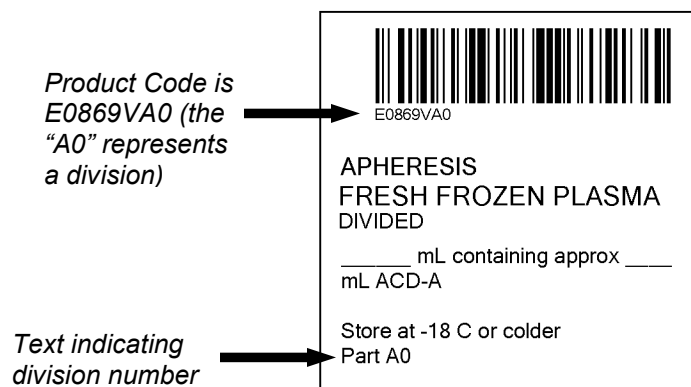 Product Code is
E0869VA0 (the
“A0” represents
a division)
E0869VA0
APHERESIS
FRESH FROZEN PLASMA
DIVIDED
______ mL containing approx ____
mL ACD-A
Store at -18 C or colder
Part A0
Text indicating
division number